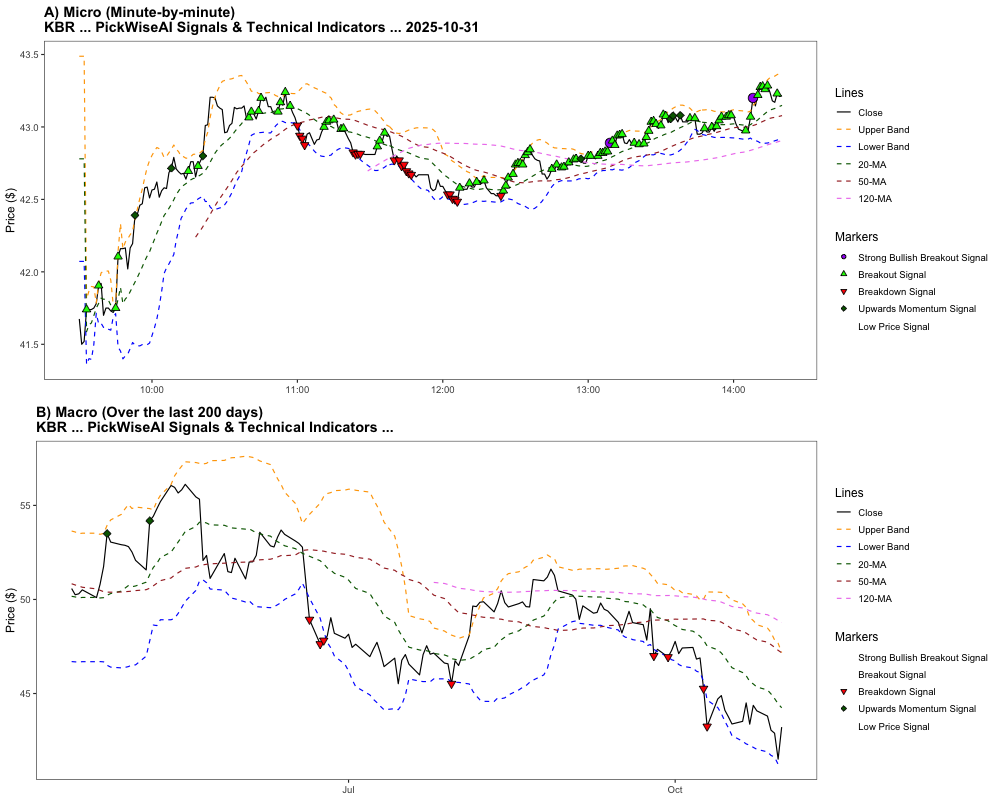 A) Micro (Minute-by-minute)
KBR ... PickWiseAI Signals & Technical Indicators ... 2025-10-31
43.5
43.0
42.5
42.0
41.5
Price ($)
10:00
11:00
12:00
13:00
14:00
Lines
Close
Upper Band
Lower Band
20-MA
50-MA
120-MA
Markers
Strong Bullish Breakout Signal
Breakout Signal
Breakdown Signal
Upwards Momentum Signal
Low Price Signal
B) Macro (Over the last 200 days)
KBR ... PickWiseAI Signals & Technical Indicators ...
55
50
45
Price ($)
Jul
Oct
Lines
Close
Upper Band
Lower Band
20-MA
50-MA
120-MA
Markers
Strong Bullish Breakout Signal
Breakout Signal
Breakdown Signal
Upwards Momentum Signal
Low Price Signal